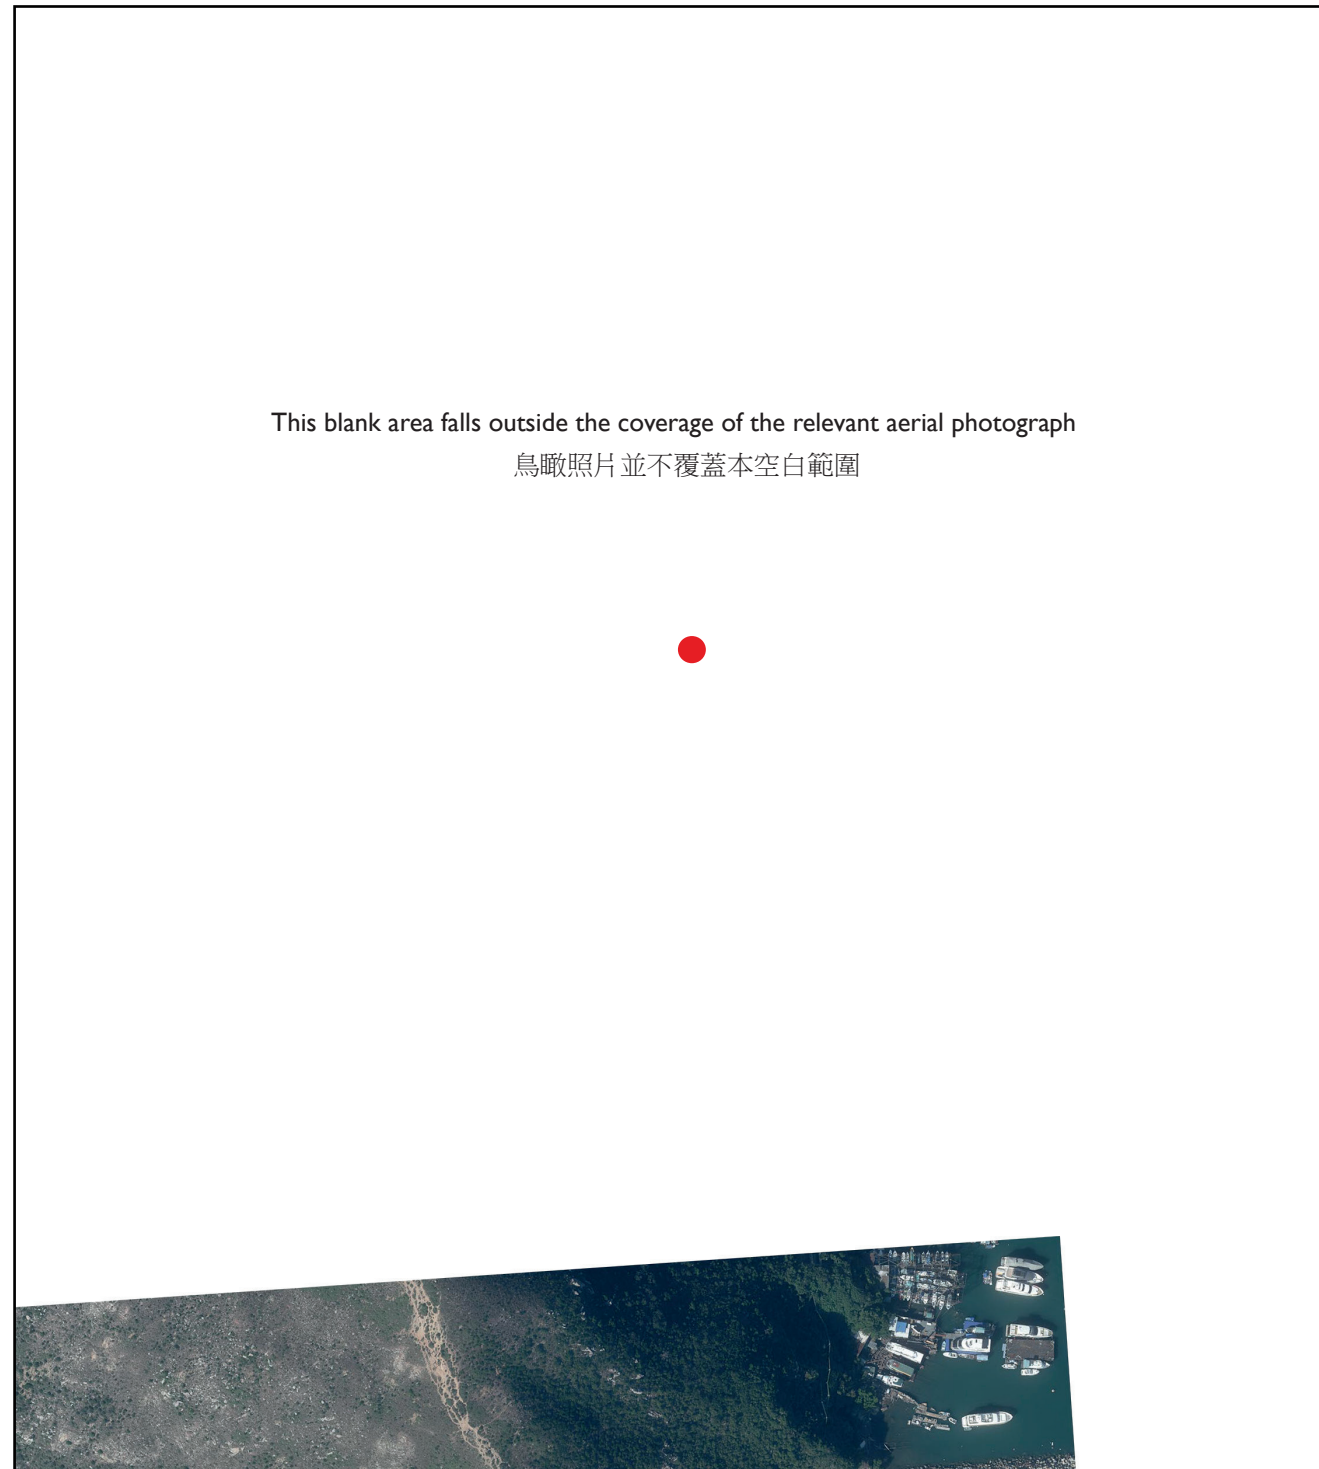 This blank area falls outside the coverage of the relevant aerial photograph
鳥瞰照片並不覆蓋本空白範圍